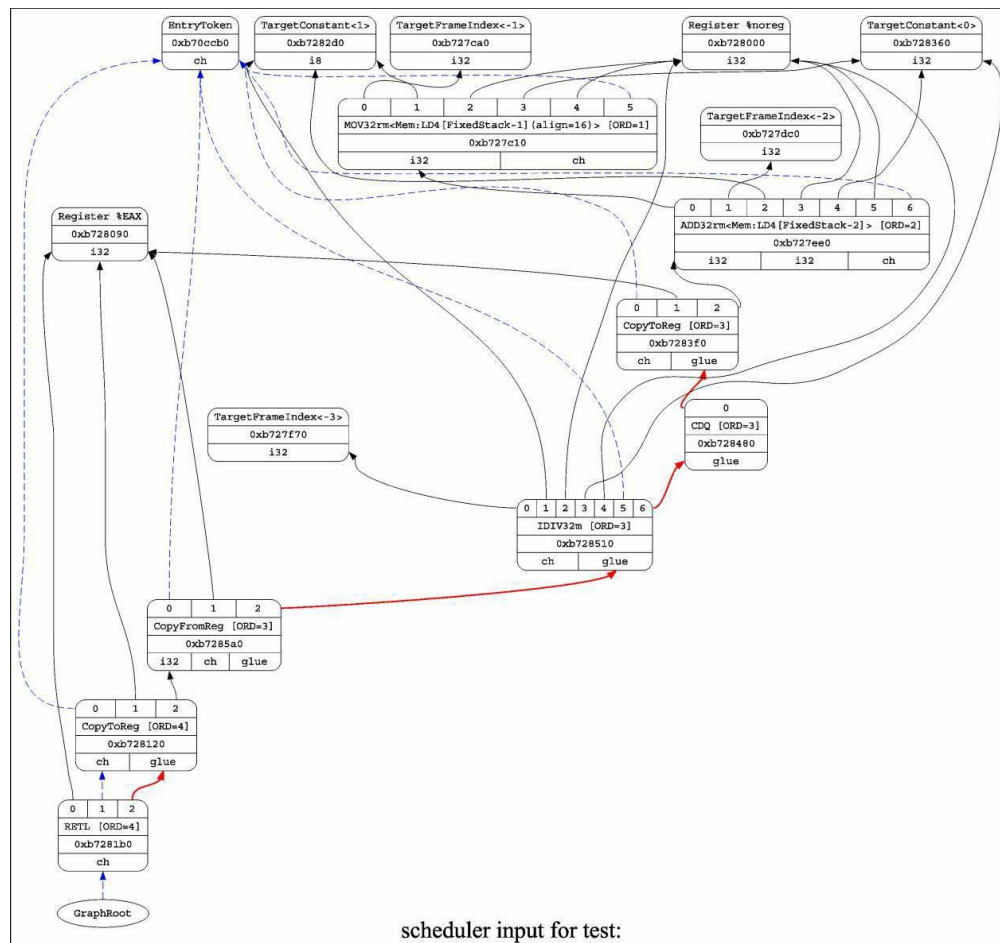 EntryToken
0xb70ccb0
ch
TargetConstant<1>
0xb7282d0
i8
TargetFrameIndex<-1>
0xb727ca0
i32
Register %noreg
0xb728000
i32
TargetConstant<0>
0xb728360
i32
0 1 2 3 4 5
MOV32rm<Mem:LD4[FixedStack-1](align=16)> [ORD=1]
0xb727c10
i32 ch
TargetFrameIndex<-2>
0xb727dc0
i32
0 1 2 3 4 5 6
ADD32rm<Mem:LD4[FixedStack-2]> [ORD=2]
0xb727ee0
i32 i32 ch
Register %EAX
0xb728090
i32
0 1 2
CopyToReg [ORD=3]
0xb7283f0
ch glue
0
CDQ [ORD=3]
0xb728480
glue
TargetFrameIndex<-3>
0xb727f70
i32
0 1 2 3 4 5 6
IDIV32m [ORD=3]
0xb728510
ch glue
0 1 2
CopyFromReg [ORD=3]
0xb7285a0
i32 ch glue
0 1 2
CopyToReg [ORD=4]
0xb728120
ch glue
0 1 2
RETL [ORD=4]
0xb7281b0
ch
GraphRoot
scheduler input for test: